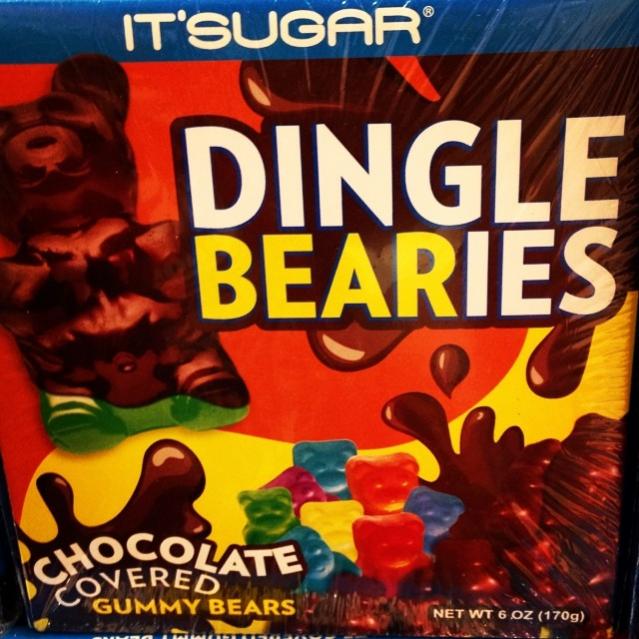 IT'SUGAR®
DINGLE
BEARIES
CHOCOLATE
COVERED
GUMMY BEARS
NET WT 6 OZ (170g)